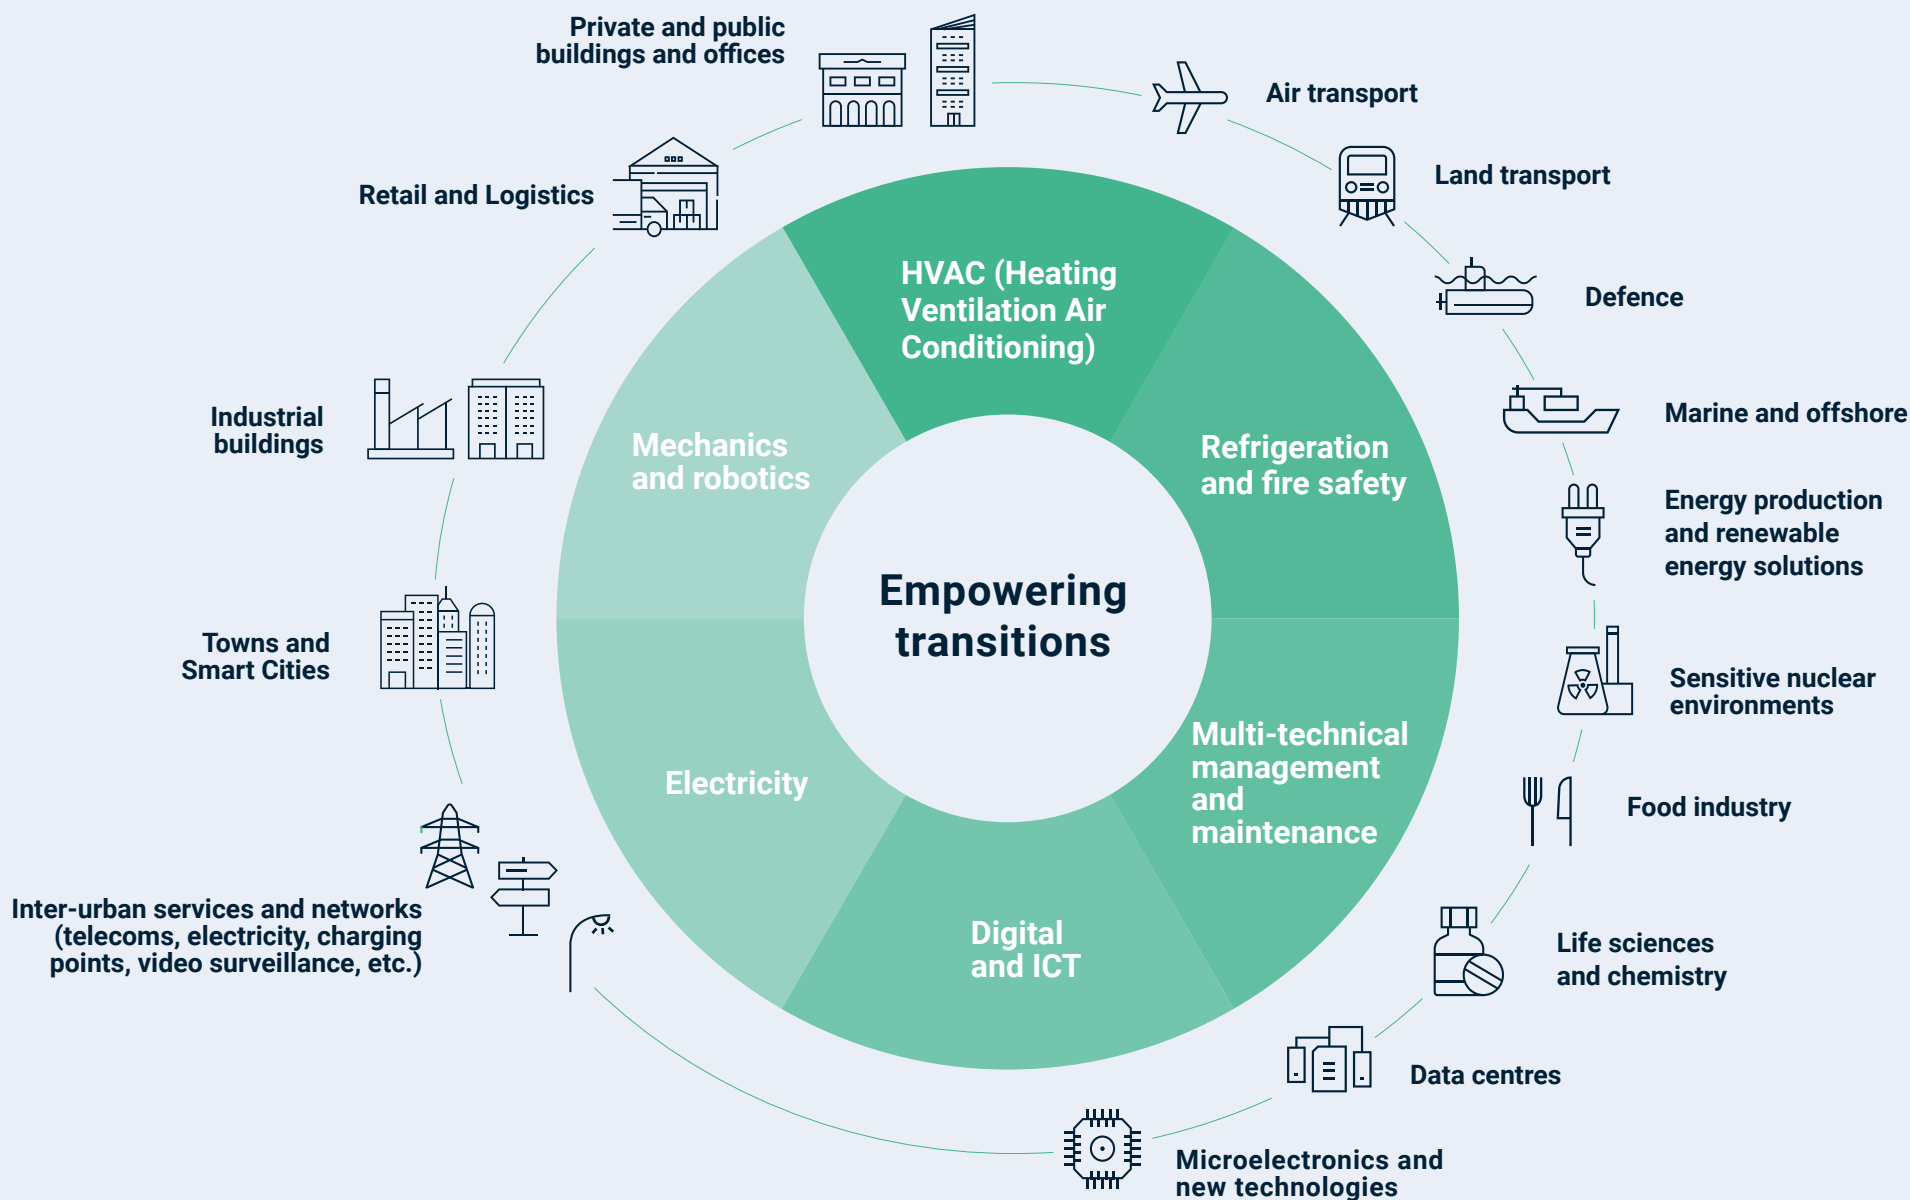 Private and public
buildings and offices
Air transport
Land transport
Retail and Logistics
Defence
Marine and offshore
Energy production
and renewable
energy solutions
Sensitive nuclear
environments
Food industry
Life sciences
and chemistry
Data centres
Microelectronics and
new technologies
Inter-urban services and networks
(telecoms, electricity, charging
points, video surveillance, etc.)
Towns and
Smart Cities
Industrial
buildings
HVAC (Heating
Ventilation Air
Conditioning)
Refrigeration
and fire safety
Multi-technical
management
and
maintenance
Digital
and ICT
Electricity
Mechanics
and robotics
Empowering
transitions